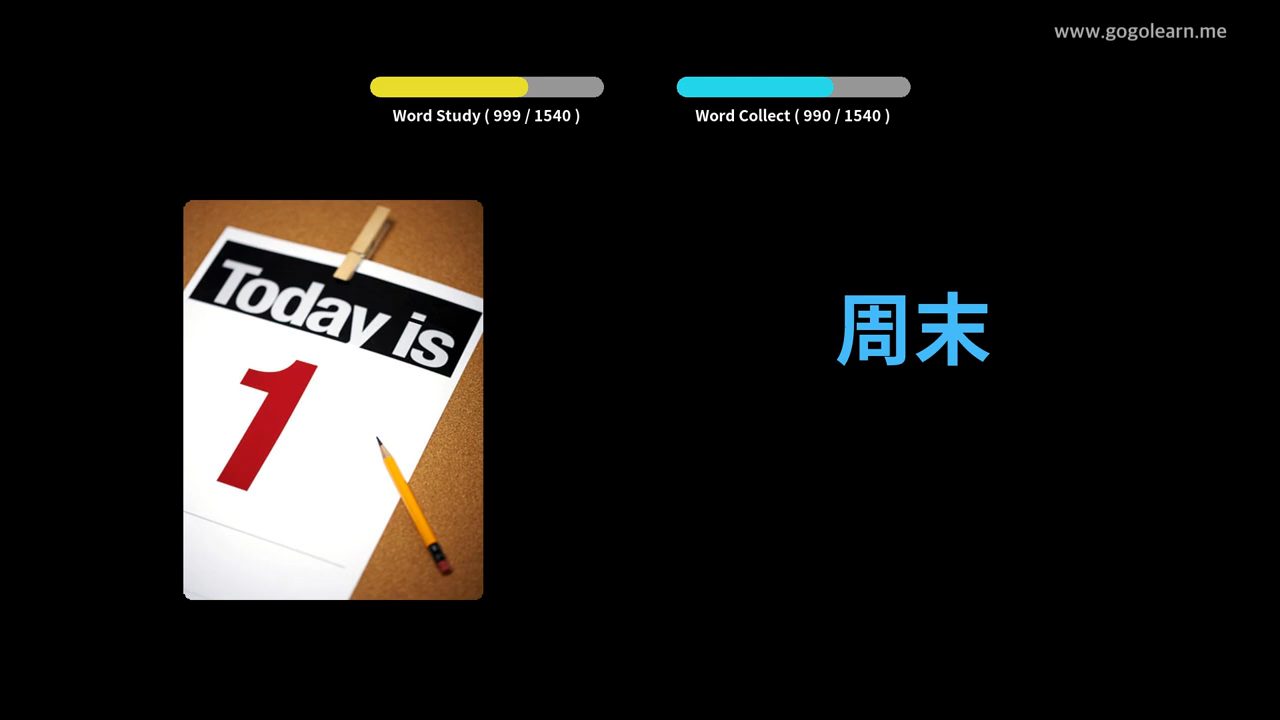 www.gogolearn.me
Word Study ( 999 / 1540 )
Word Collect ( 990 / 1540 )
Today is
1
周末